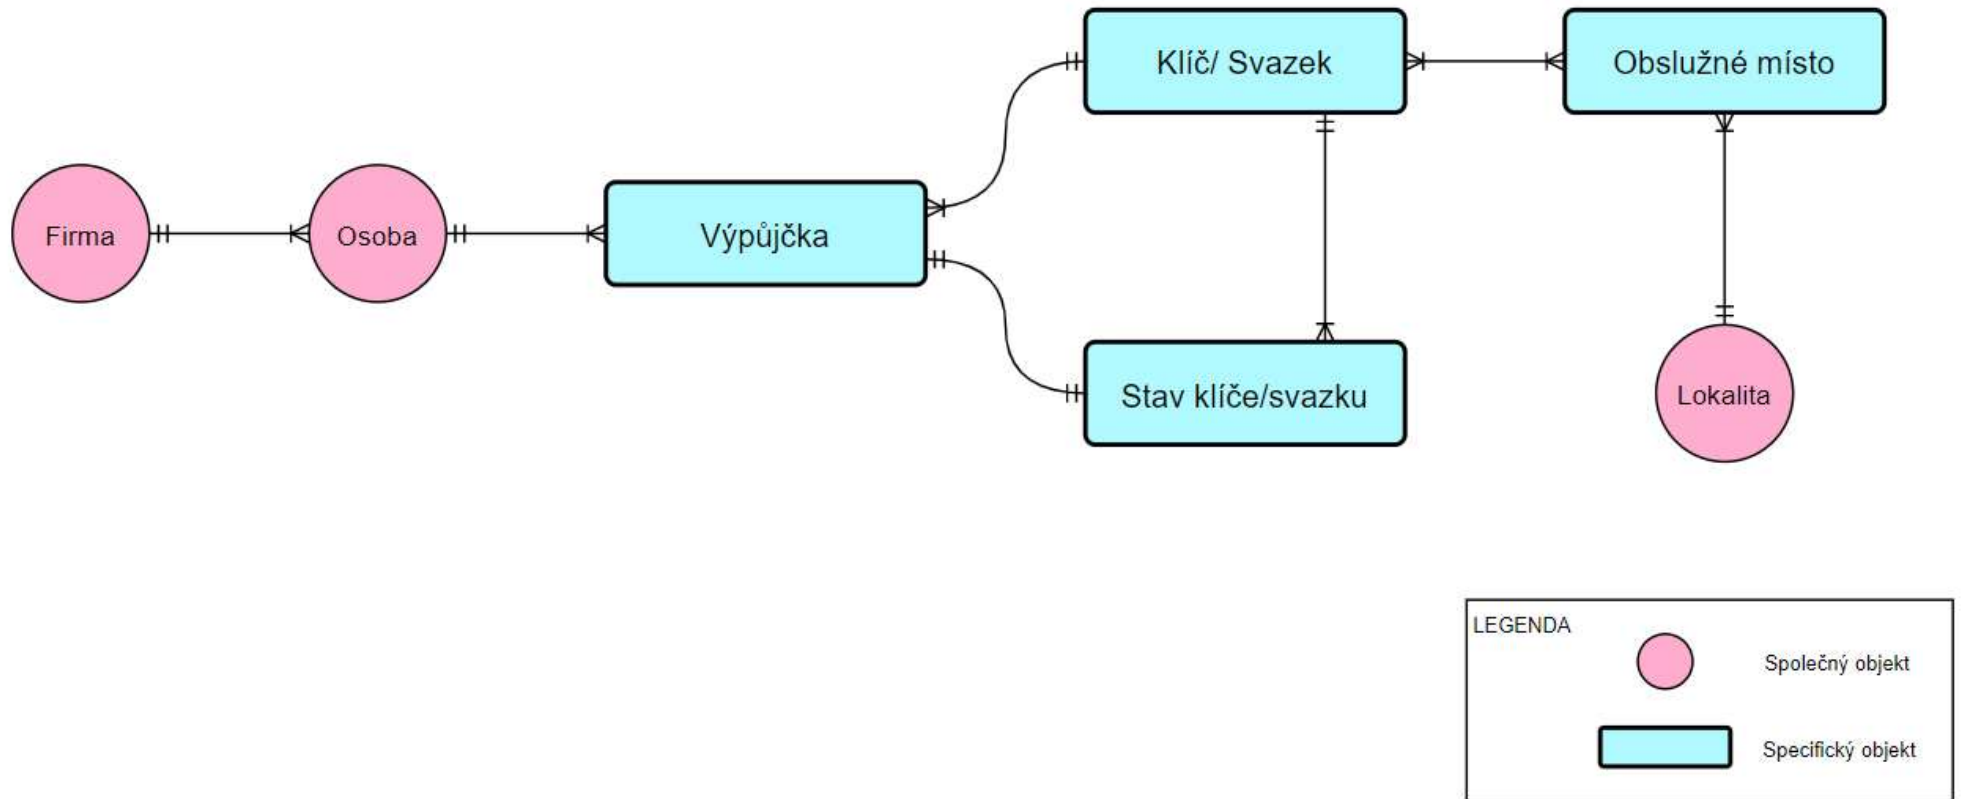 Klíč/ Svazek
Obslužné místo
Firma
Osoba
Výpůjčka
Stav klíče/svazku
Lokalita
LEGENDA
Společný objekt
Specifický objekt